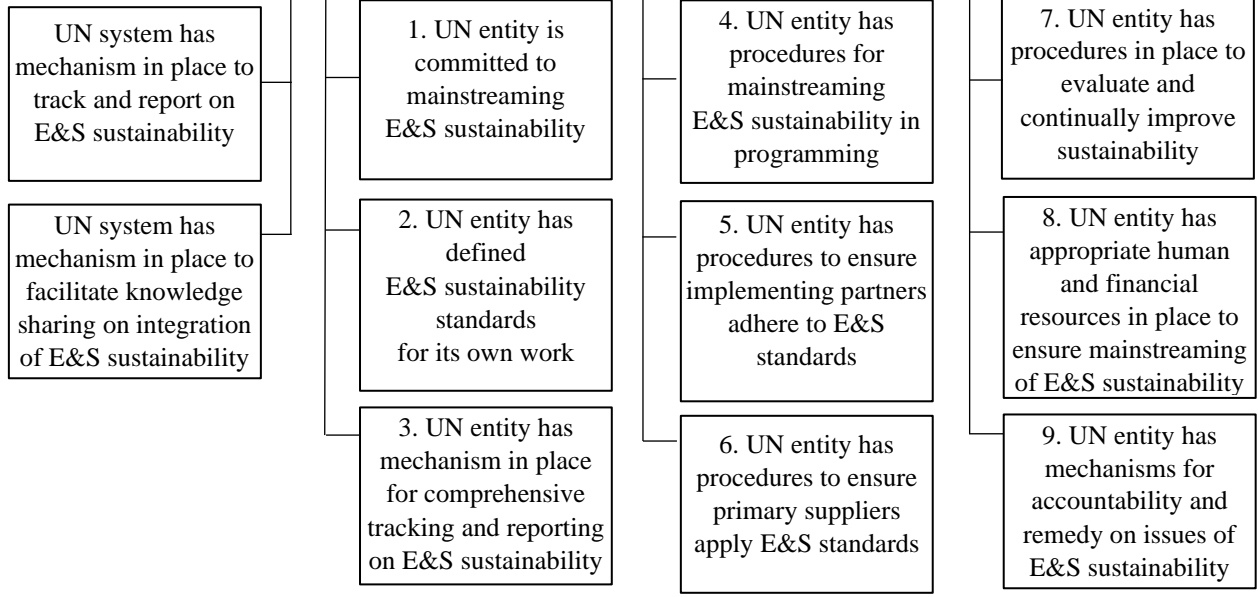 UN system has
mechanism in place to
track and report on
E&S sustainability
UN system has
mechanism in place to
facilitate knowledge
sharing on integration
of E&S sustainability
1. UN entity is
committed to
mainstreaming
E&S sustainability
2. UN entity has
defined
E&S sustainability
standards
for its own work
3. UN entity has
mechanism in place
for comprehensive
tracking and reporting
on E&S sustainability
4. UN entity has
procedures for
mainstreaming
E&S sustainability in
programming
5. UN entity has
procedures to ensure
implementing partners
adhere to E&S
standards
6. UN entity has
procedures to ensure
primary suppliers
apply E&S standards
7. UN entity has
procedures in place to
evaluate and
continually improve
sustainability
8. UN entity has
appropriate human
and financial
resources in place to
ensure mainstreaming
of E&S sustainability
9. UN entity has
mechanisms for
accountability and
remedy on issues of
E&S sustainability